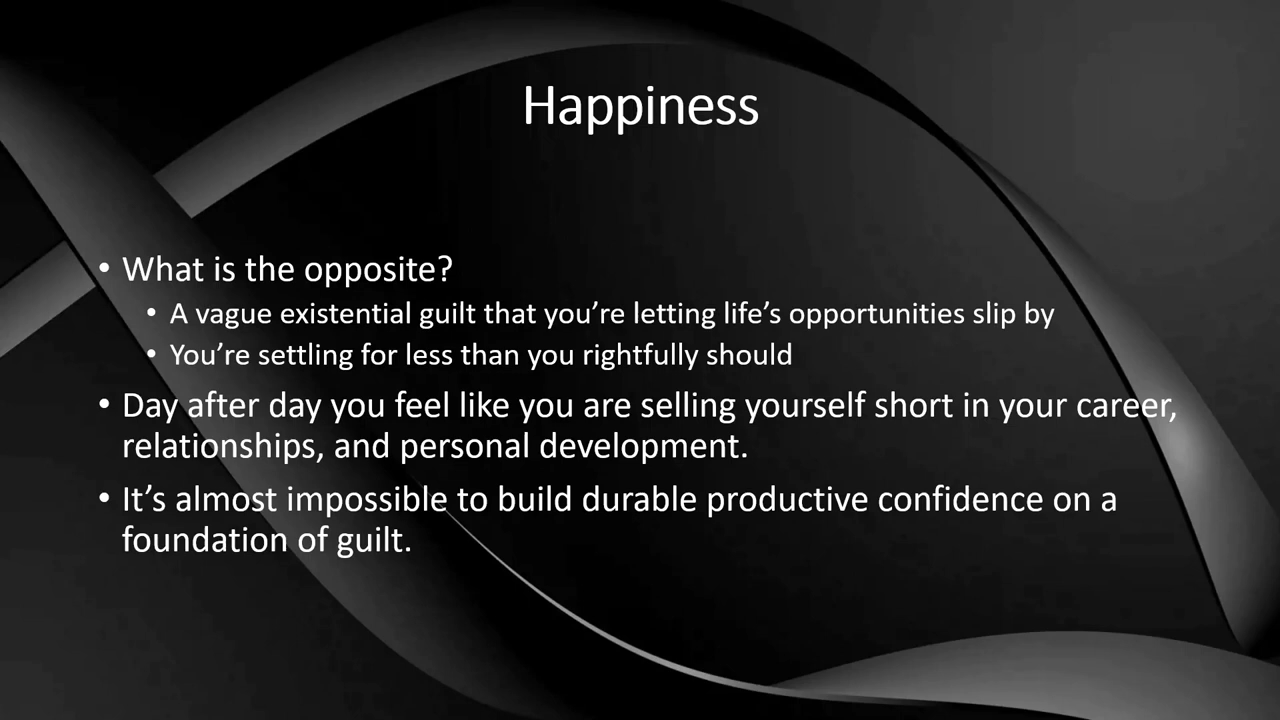 Happiness
• What is the opposite?
• A vague existential guilt that you’re letting life’s opportunities slip by
• You’re settling for less than you rightfully should
• Day after day you feel like you are selling yourself short in your career,
relationships, and personal development.
• It’s almost impossible to build durable productive confidence on a
foundation of guilt.